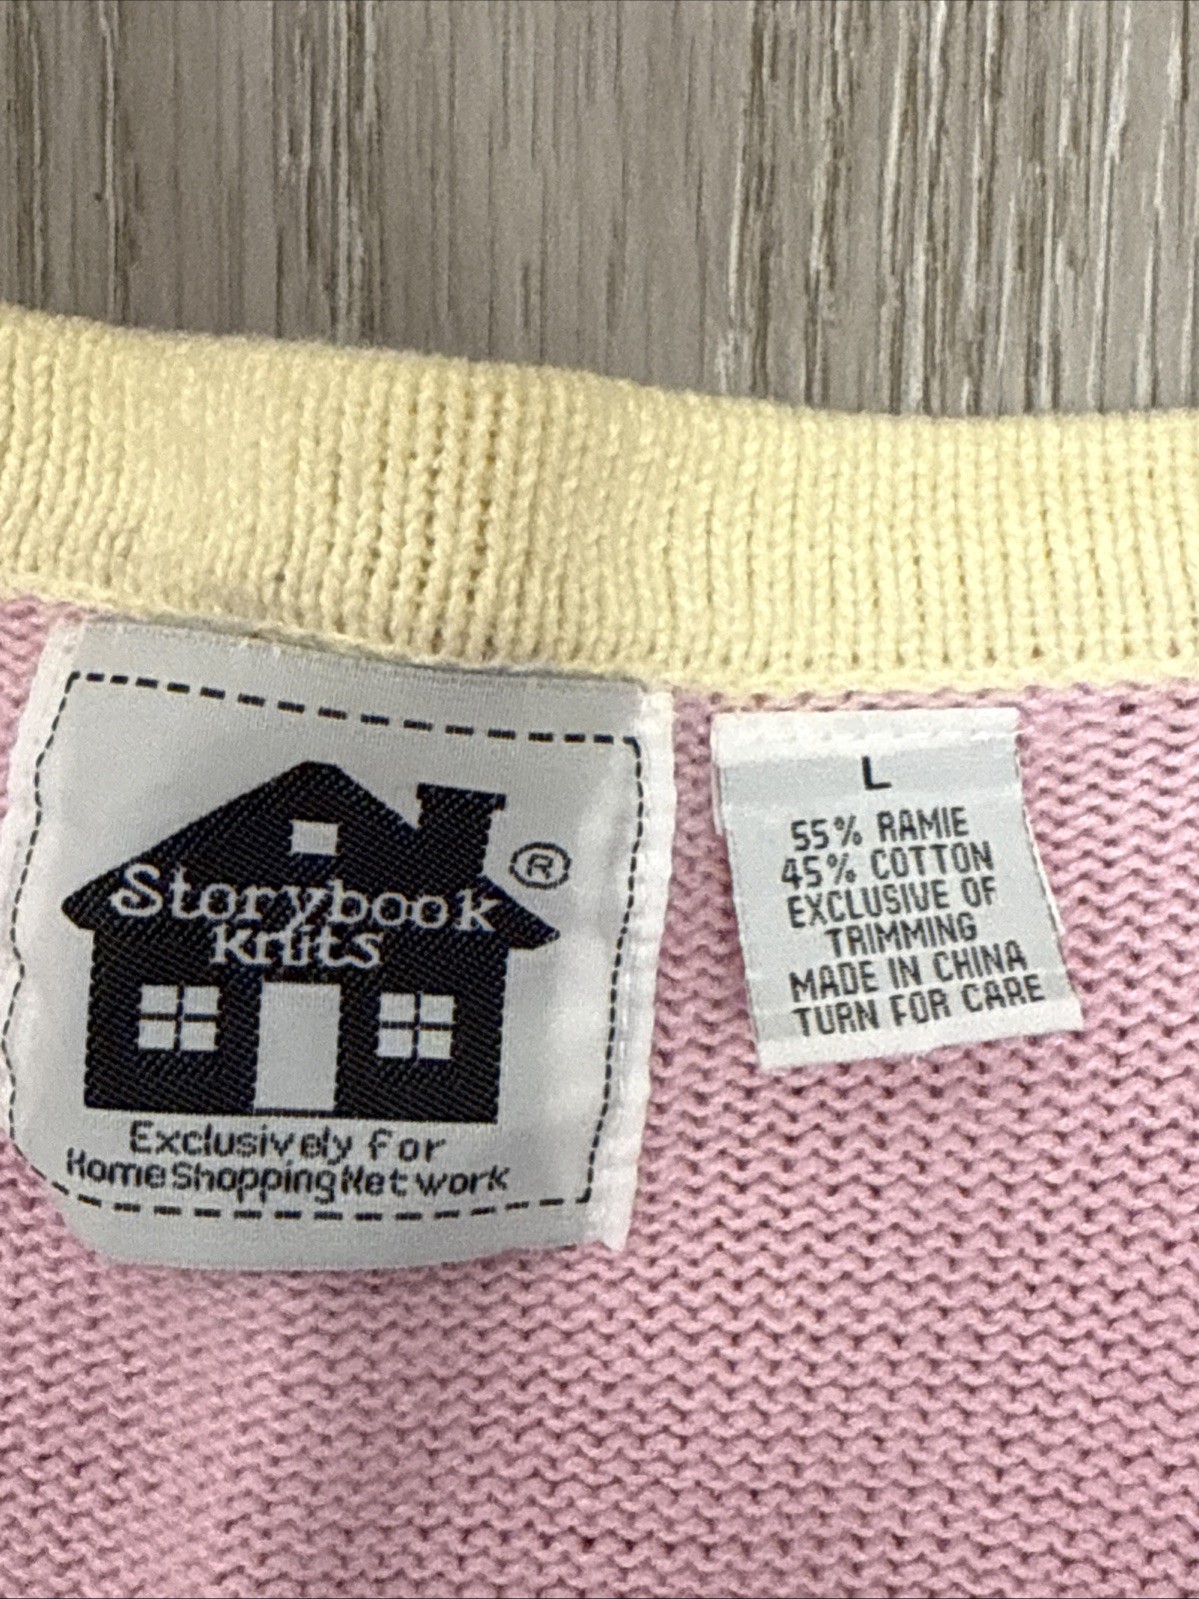 Storybook
Knits
®
Exclusively for
HomeShoppingNetwork
L
55% RAMIE
45% COTTON
EXCLUSIVE OF
TRIMMING
MADE IN CHINA
TURN FOR CARE